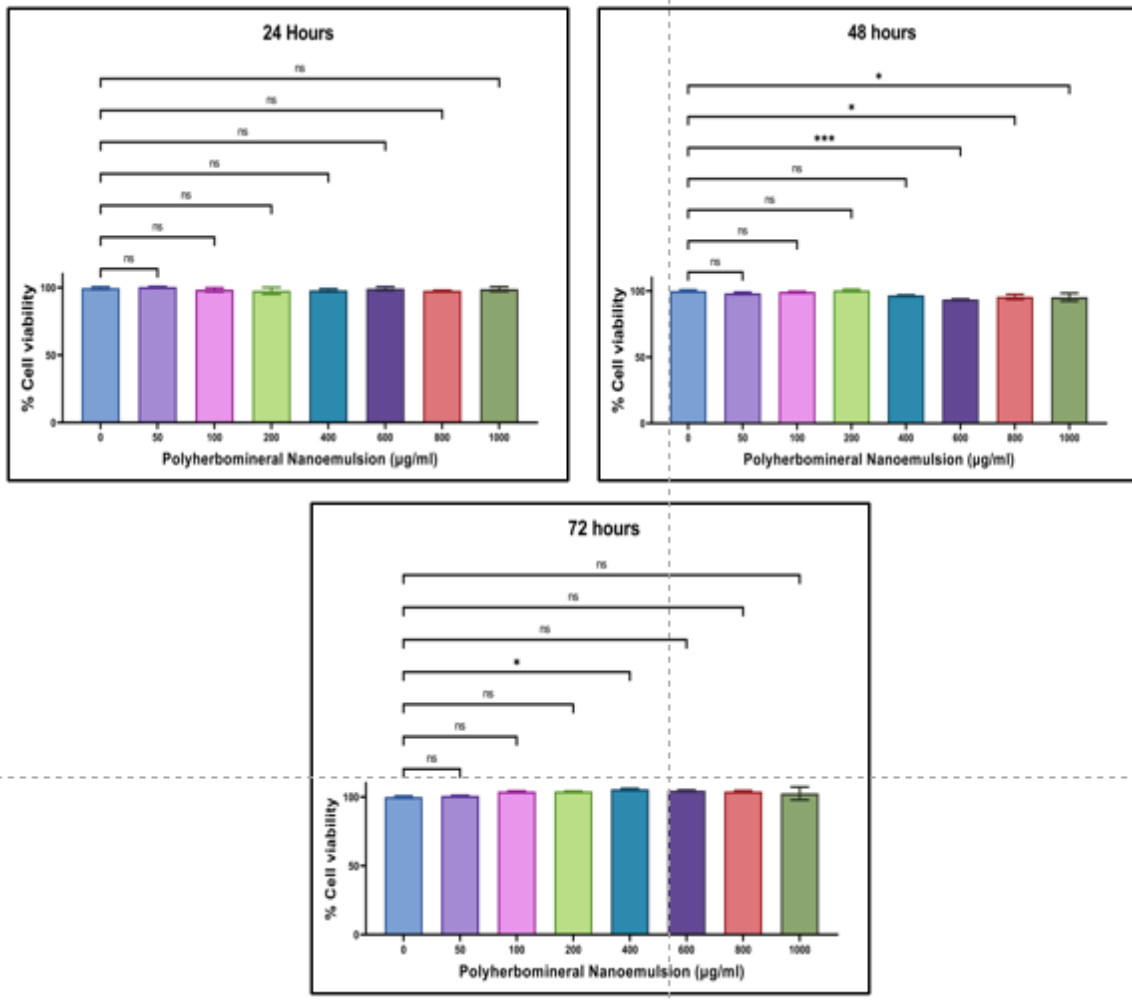 24 Hours
ns
ns
ns
ns
ns
ns
ns
% Cell viability
100
50
0
0 50 100 200 400 600 800 1000
Polyherbomineral Nanoemulsion (µg/ml)
48 hours
*
*
***
ns
ns
ns
ns
% Cell viability
100
50
0
0 50 100 200 400 600 800 1000
Polyherbomineral Nanoemulsion (µg/ml)
72 hours
ns
ns
ns
*
ns
ns
ns
% Cell viability
100
50
0
0 50 100 200 400 600 800 1000
Polyherbomineral Nanoemulsion (µg/ml)